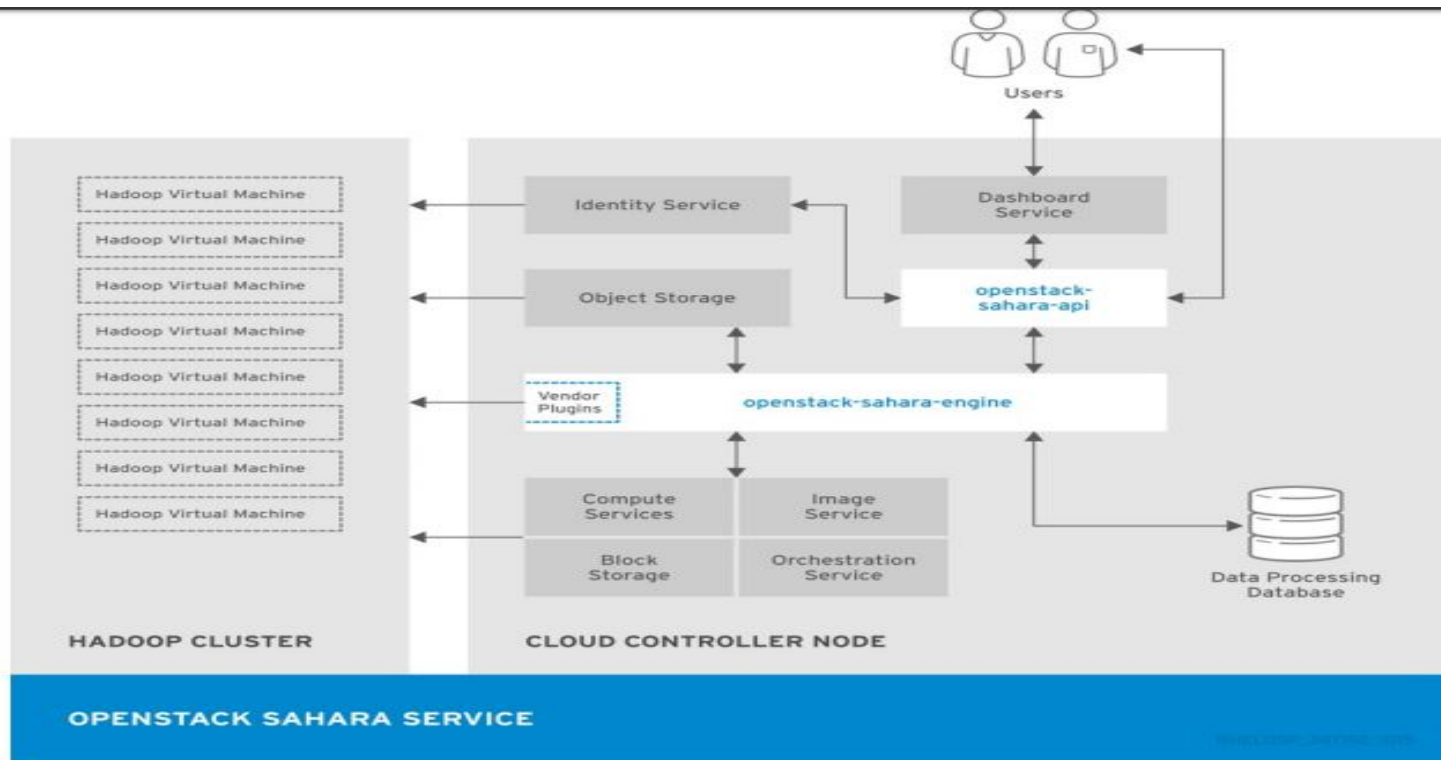 Users
Hadoop Virtual Machine
Hadoop Virtual Machine
Hadoop Virtual Machine
Hadoop Virtual Machine
Hadoop Virtual Machine
Hadoop Virtual Machine
Hadoop Virtual Machine
Hadoop Virtual Machine
HADOOP CLUSTER
Identity Service
Dashboard
Service
Object Storage
openstack-
sahara-api
Vendor
Plugins
openstack-sahara-engine
Compute
Services
Image
Service
Block
Storage
Orchestration
Service
Data Processing
Database
CLOUD CONTROLLER NODE
OPENSTACK SAHARA SERVICE